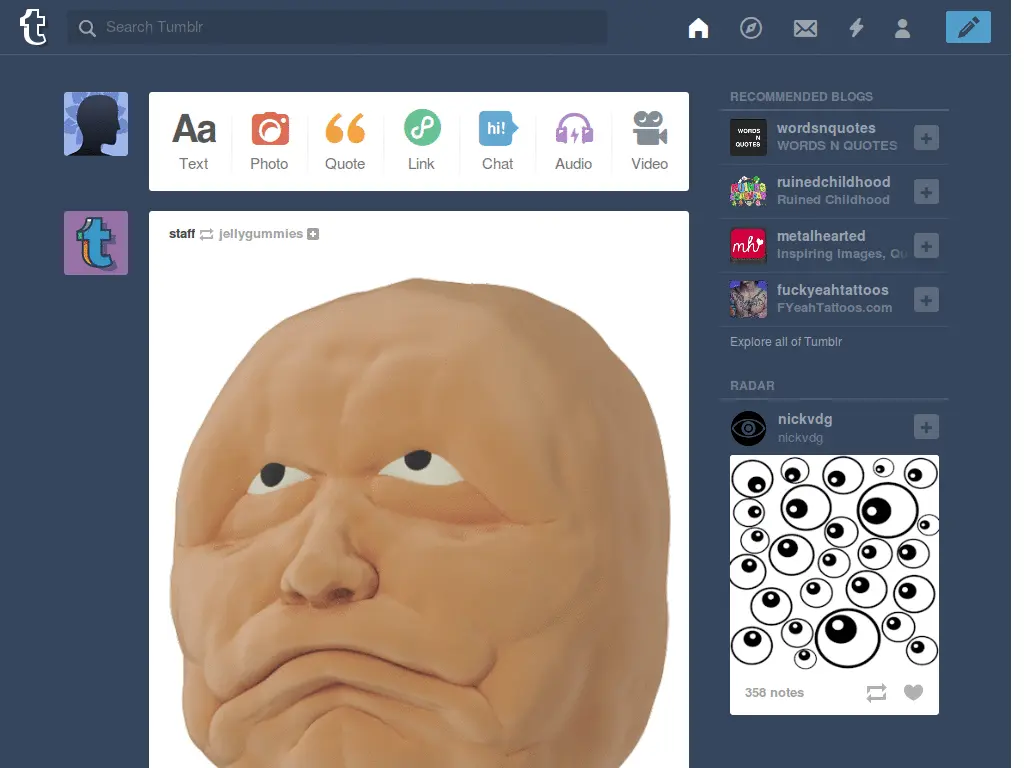 t
Search Tumblr
Aa
Text
Photo
Quote
Link
hi!
Chat
Audio
Video
t
staff jellygummies
RECOMMENDED BLOGS
WORDS
N
QUOTES
wordsnquotes
WORDS N QUOTES
ruinedchildhood
Ruined Childhood
mh
metalhearted
Inspiring Images, Qu
fuckyeahtattoos
FYeahTattoos.com
Explore all of Tumblr
RADAR
nickvdg
nickvdg
358 notes